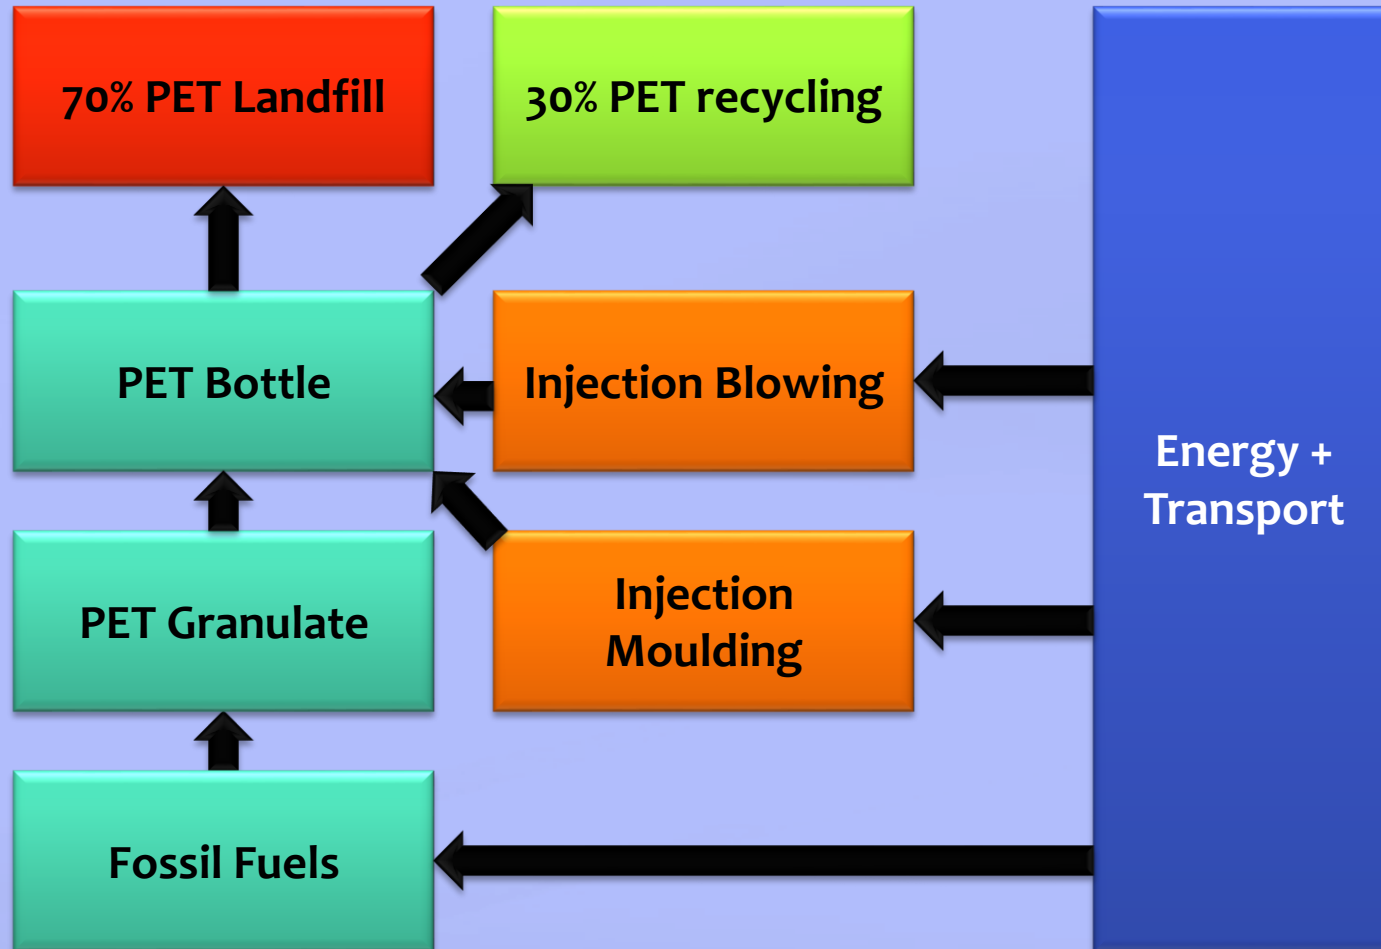 70% PET Landfill
30% PET recycling
PET Bottle
Injection Blowing
Energy +
Transport
PET Granulate
Injection
Moulding
Fossil Fuels